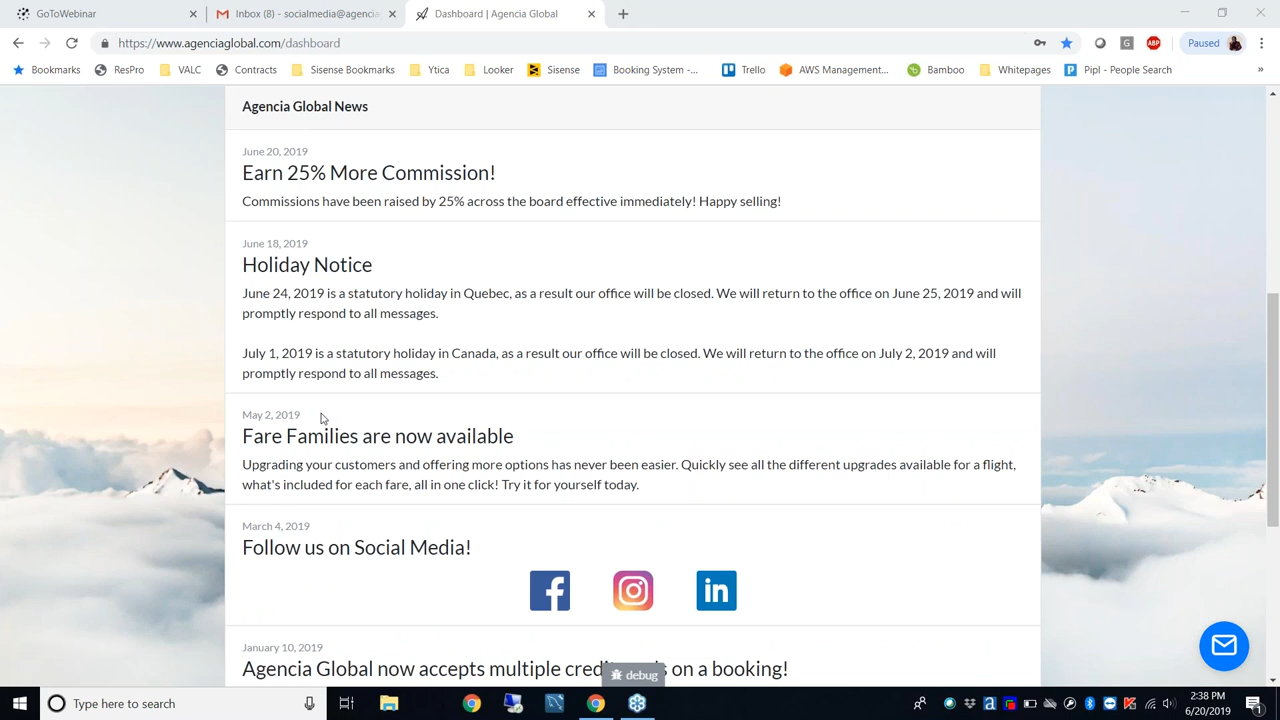 GoToWebinar
Inbox (8) - socialmedia@agencia
Dashboard | Agencia Global
https://www.agenciaglobal.com/dashboard
G
ABP
Paused
Bookmarks
ResPro
VALC
Contracts
Sisense Bookmarks
Ytica
Looker
Sisense
Booking System -...
Trello
AWS Management...
Bamboo
Whitepages
Pipl - People Search
»
Agencia Global News
June 20, 2019
Earn 25% More Commission!
Commissions have been raised by 25% across the board effective immediately! Happy selling!
June 18, 2019
Holiday Notice
June 24, 2019 is a statutory holiday in Quebec, as a result our office will be closed. We will return to the office on June 25, 2019 and will
promptly respond to all messages.
July 1, 2019 is a statutory holiday in Canada, as a result our office will be closed. We will return to the office on July 2, 2019 and will
promptly respond to all messages.
May 2, 2019
Fare Families are now available
Upgrading your customers and offering more options has never been easier. Quickly see all the different upgrades available for a flight,
what's included for each fare, all in one click! Try it for yourself today.
March 4, 2019
Follow us on Social Media!
f
in
January 10, 2019
Agencia Global now accepts multiple on a booking!
debug
Type here to search
2:38 PM
6/20/2019